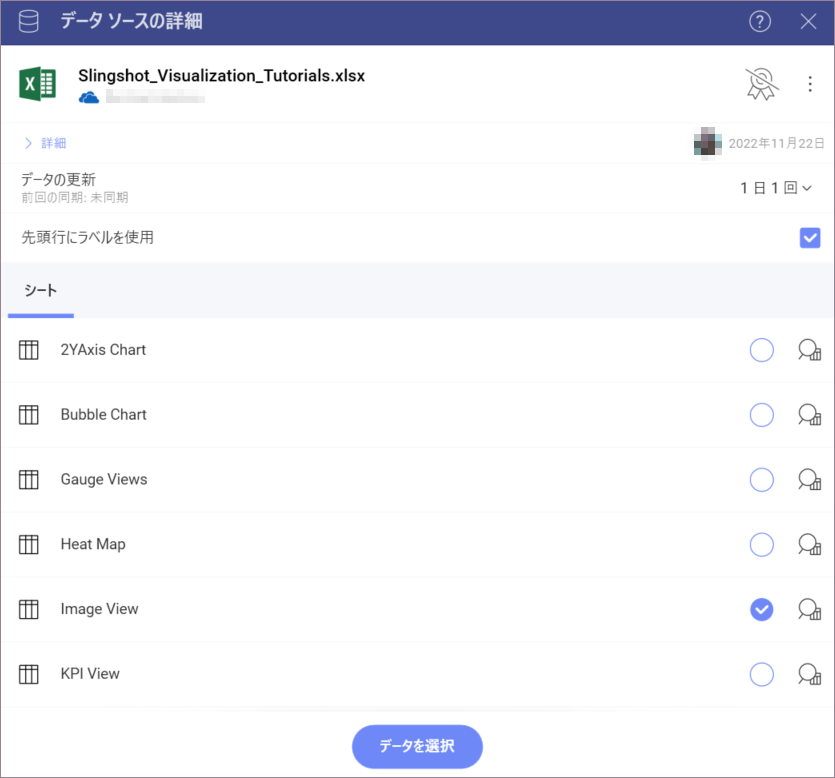 データ ソースの詳細
Slingshot_Visualization_Tutorials.xlsx
詳細
2022年11月22日
データの更新
前回の同期: 未同期
1 日 1 回
先頭行にラベルを使用
シート
2YAxis Chart
Bubble Chart
Gauge Views
Heat Map
Image View
KPI View
データを選択